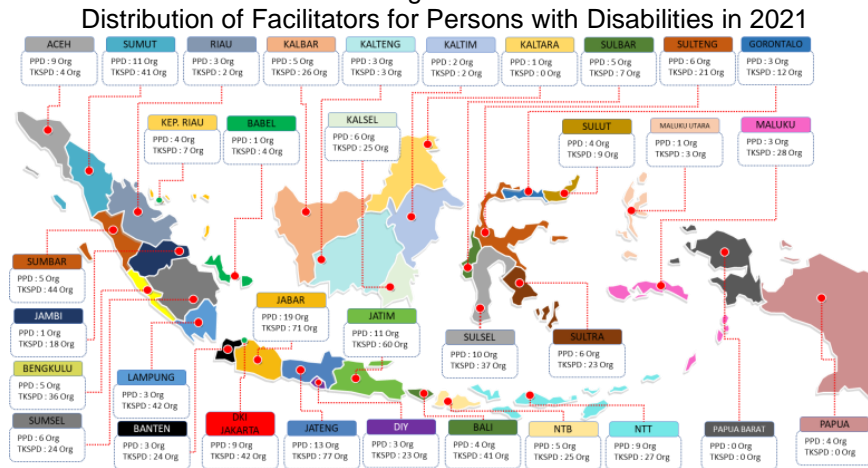 Distribution of Facilitators for Persons with Disabilities in 2021
ACEH
PPD : 9 Org
TKSPD : 4 Org
SUMUT
PPD : 11 Org
TKSPD : 41 Org
RIAU
PPD : 3 Org
TKSPD : 2 Org
KALBAR
PPD : 5 Org
TKSPD : 26 Org
KALTENG
PPD : 3 Org
TKSPD : 3 Org
KALTIM
PPD : 2 Org
TKSPD : 2 Org
KALTARA
PPD : 1 Org
TKSPD : 0 Org
SULBAR
PPD : 5 Org
TKSPD : 7 Org
SULTENG
PPD : 6 Org
TKSPD : 21 Org
GORONTALO
PPD : 3 Org
TKSPD : 12 Org
KEP. RIAU
PPD : 4 Org
TKSPD : 7 Org
BABEL
PPD : 1 Org
TKSPD : 4 Org
KALSEL
PPD : 6 Org
TKSPD : 25 Org
SULUT
PPD : 4 Org
TKSPD : 9 Org
MALUKU UTARA
PPD : 1 Org
TKSPD : 3 Org
MALUKU
PPD : 3 Org
TKSPD : 28 Org
SUMBAR
PPD : 5 Org
TKSPD : 44 Org
JAMBI
PPD : 1 Org
TKSPD : 18 Org
BENGKULU
PPD : 5 Org
TKSPD : 36 Org
SUMSEL
PPD : 6 Org
TKSPD : 24 Org
LAMPUNG
PPD : 3 Org
TKSPD : 42 Org
BANTEN
PPD : 3 Org
TKSPD : 24 Org
JABAR
PPD : 19 Org
TKSPD : 71 Org
DKI
JAKARTA
PPD : 9 Org
TKSPD : 42 Org
JATENG
PPD : 13 Org
TKSPD : 77 Org
JATIM
PPD : 11 Org
TKSPD : 60 Org
DIY
PPD : 3 Org
TKSPD : 23 Org
SULSEL
PPD : 10 Org
TKSPD : 37 Org
SULTRA
PPD : 6 Org
TKSPD : 23 Org
BALI
PPD : 4 Org
TKSPD : 41 Org
NTB
PPD : 5 Org
TKSPD : 25 Org
NTT
PPD : 9 Org
TKSPD : 27 Org
PAPUA BARAT
PPD : 0 Org
TKSPD : 0 Org
PAPUA
PPD : 4 Org
TKSPD : 0 Org